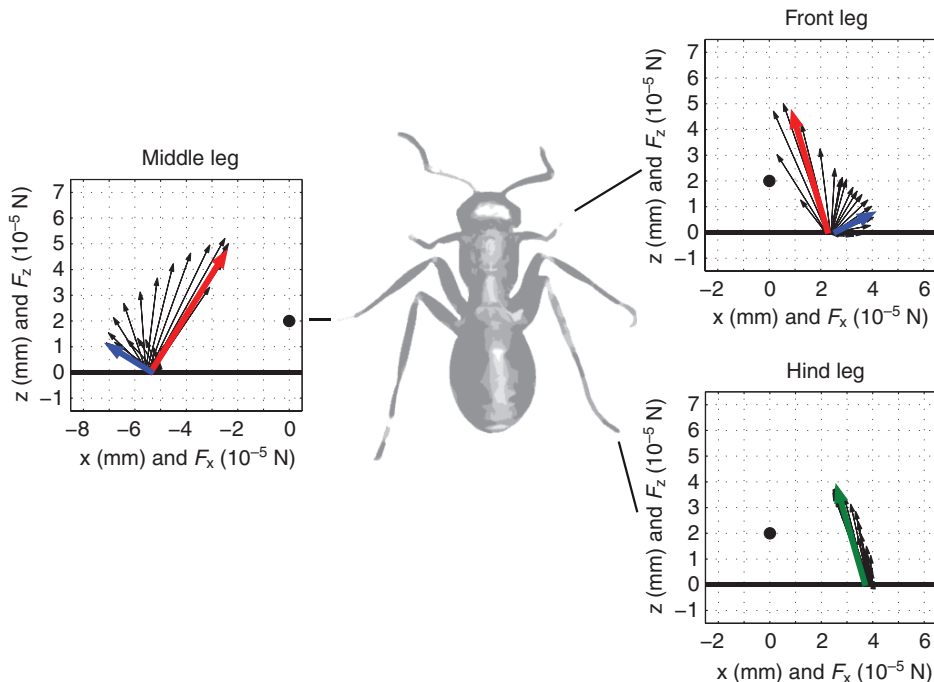 Front leg
7
6
5
4
3
2
1
0
−1
z (mm) and Fz (10−5 N)
−2 0 2 4 6
x (mm) and Fx (10−5 N)
Middle leg
7
6
5
4
3
2
1
0
−1
z (mm) and Fz (10−5 N)
−8 −6 −4 −2 0
x (mm) and Fx (10−5 N)
Hind leg
7
6
5
4
3
2
1
0
−1
z (mm) and Fz (10−5 N)
−2 0 2 4 6
x (mm) and Fx (10−5 N)